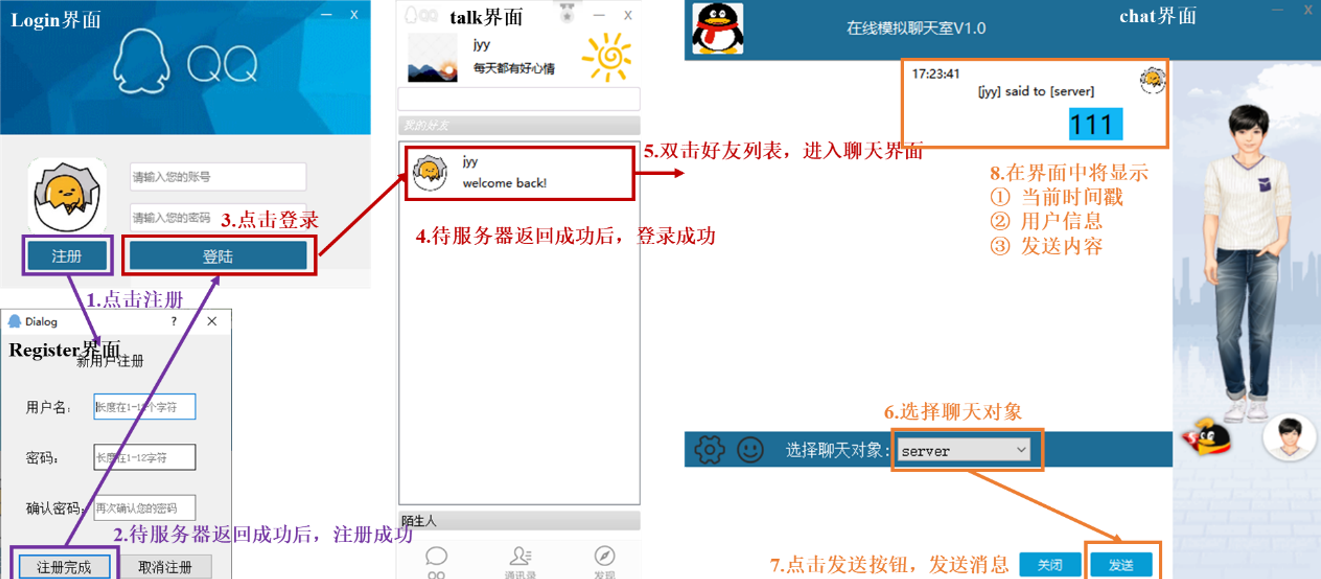 Login界面
QQ
请输入您的账号
请输入您的密码
3.点击登录
注册
登陆
1.点击注册
Dialog
?
Register界面
新用户注册
用户名:
长度在1-12个字符
密码:
长度在1-12字符
确认密码:
再次确认您的密码
2.待服务器返回成功后，注册成功
注册完成
取消注册
QQ
talk界面
jyy
每天都有好心情
我的好友
jyy
welcome back!
4.待服务器返回成功后，登录成功
陌生人
QQ
通讯录
发现
5.双击好友列表，进入聊天界面
在线模拟聊天室V1.0
chat界面
17:23:41
[jyy] said to [server]
111
8.在界面中将显示
① 当前时间戳
② 用户信息
③ 发送内容
6.选择聊天对象
选择聊天对象:
server
7.点击发送按钮，发送消息
关闭
发送